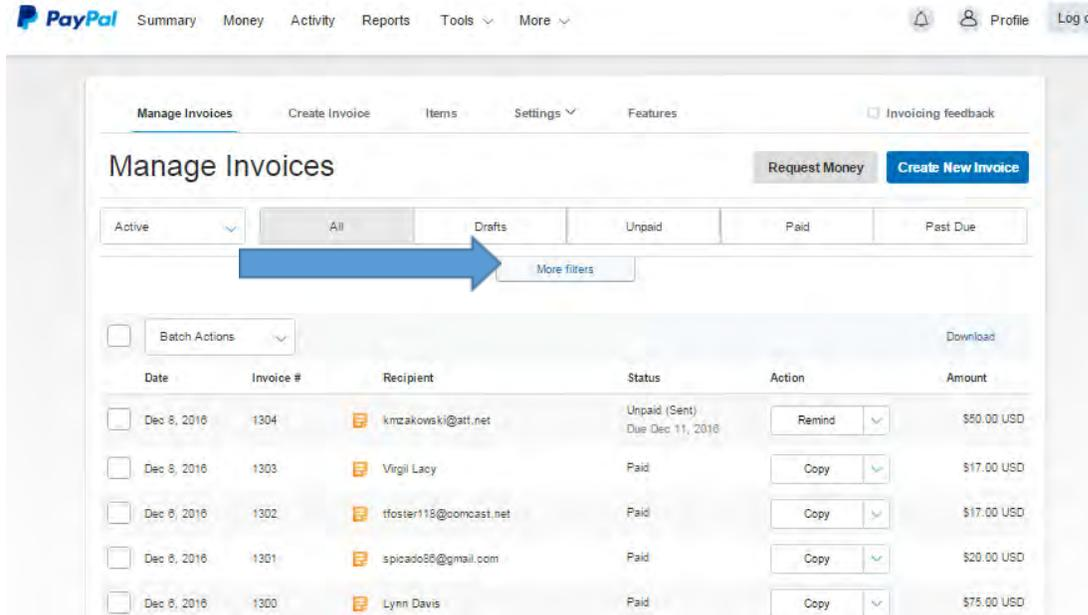 PayPal Summary Money Activity Reports Tools More Profile Log
Manage Invoices Create Invoice Items Settings Features Invoicing feedback
Manage Invoices Request Money Create New Invoice
Active All Drafts Unpaid Paid Past Due
More filters
Batch Actions Download
Date Invoice # Recipient Status Action Amount
Dec 8, 2016 1304 kmzakowski@att.net Unpaid (Sent) Remind $50.00 USD
Due Dec 11, 2016
Dec 8, 2016 1303 Virgil Lacy Paid Copy $17.00 USD
Dec 6, 2016 1302 tfoster118@comcast.net Paid Copy $17.00 USD
Dec 6, 2016 1301 spicado86@gmail.com Paid Copy $20.00 USD
Dec 6, 2016 1300 Lynn Davis Paid Copy $75.00 USD